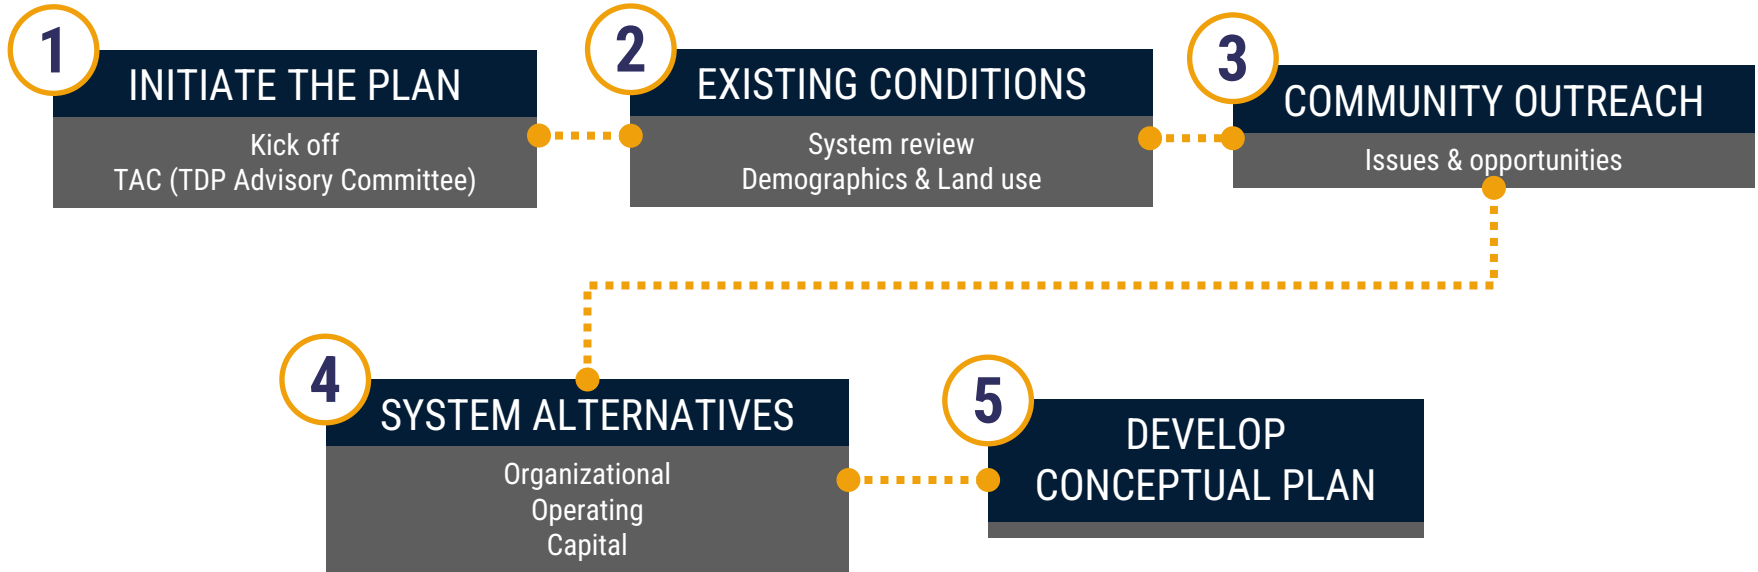 1
INITIATE THE PLAN
Kick off
TAC (TDP Advisory Committee)
2
EXISTING CONDITIONS
System review
Demographics & Land use
3
COMMUNITY OUTREACH
Issues & opportunities
4
SYSTEM ALTERNATIVES
Organizational
Operating
Capital
5
DEVELOP
CONCEPTUAL PLAN